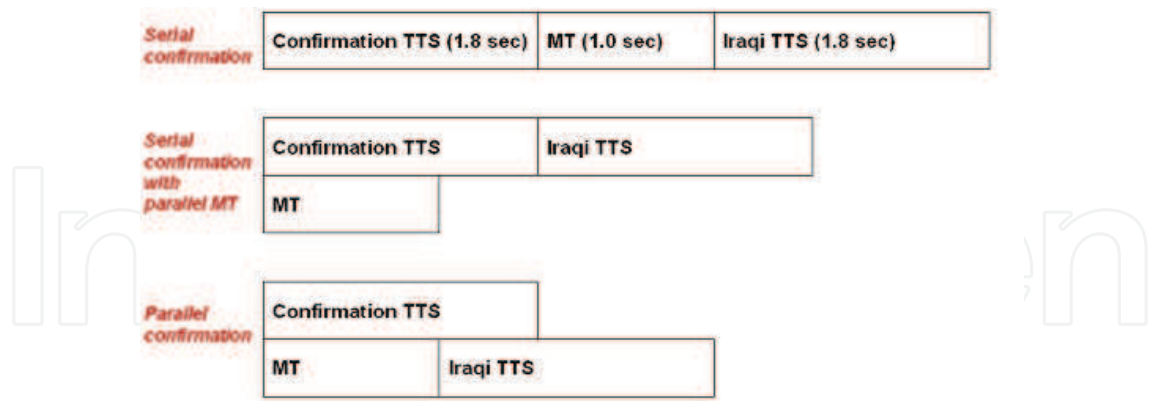 Serial
confirmation
Confirmation TTS (1.8 sec)
MT (1.0 sec)
Iraqi TTS (1.8 sec)
Serial
confirmation
with
parallel MT
Confirmation TTS
Iraqi TTS
MT
Parallel
confirmation
Confirmation TTS
MT
Iraqi TTS